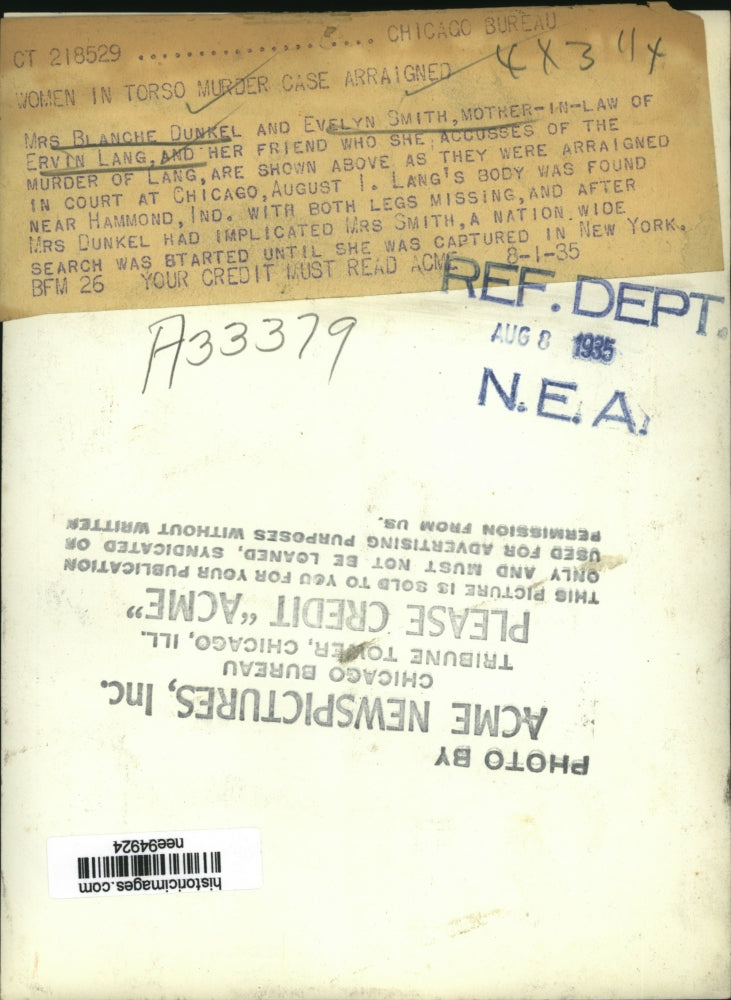 CT 218529 .................... CHICAGO BUREAU
4X3 1/4
WOMEN IN TORSO MURDER CASE ARRAIGNED
MRS BLANCHE DUNKEL AND EVELYN SMITH, MOTHER-IN-LAW OF
ERVIN LANG, AND HER FRIEND WHO SHE ACCUSSES OF THE
MURDER OF LANG, ARE SHOWN ABOVE AS THEY WERE ARRAIGNED
IN COURT AT CHICAGO, AUGUST 1. LANG'S BODY WAS FOUND
NEAR HAMMOND, IND. WITH BOTH LEGS MISSING, AND AFTER
MRS DUNKEL HAD IMPLICATED MRS SMITH, A NATION WIDE
SEARCH WAS STARTED UNTIL SHE WAS CAPTURED IN NEW YORK.
BFM 26 YOUR CREDIT MUST READ ACME 8-1-35
REF. DEPT.
AUG 8 1935
N.E.A.
A33379
PHOTO BY
ACME NEWSPICTURES, Inc.
CHICAGO BUREAU
TRIBUNE TOWER, CHICAGO, ILL.
PLEASE CREDIT "ACME"
THIS PICTURE IS SOLD TO YOU FOR YOUR PUBLICATION
ONLY AND MUST NOT BE LOANED, SYNDICATED OR
USED FOR ADVERTISING PURPOSES WITHOUT WRITTEN
PERMISSION FROM US.
historicimages.com
nee94924